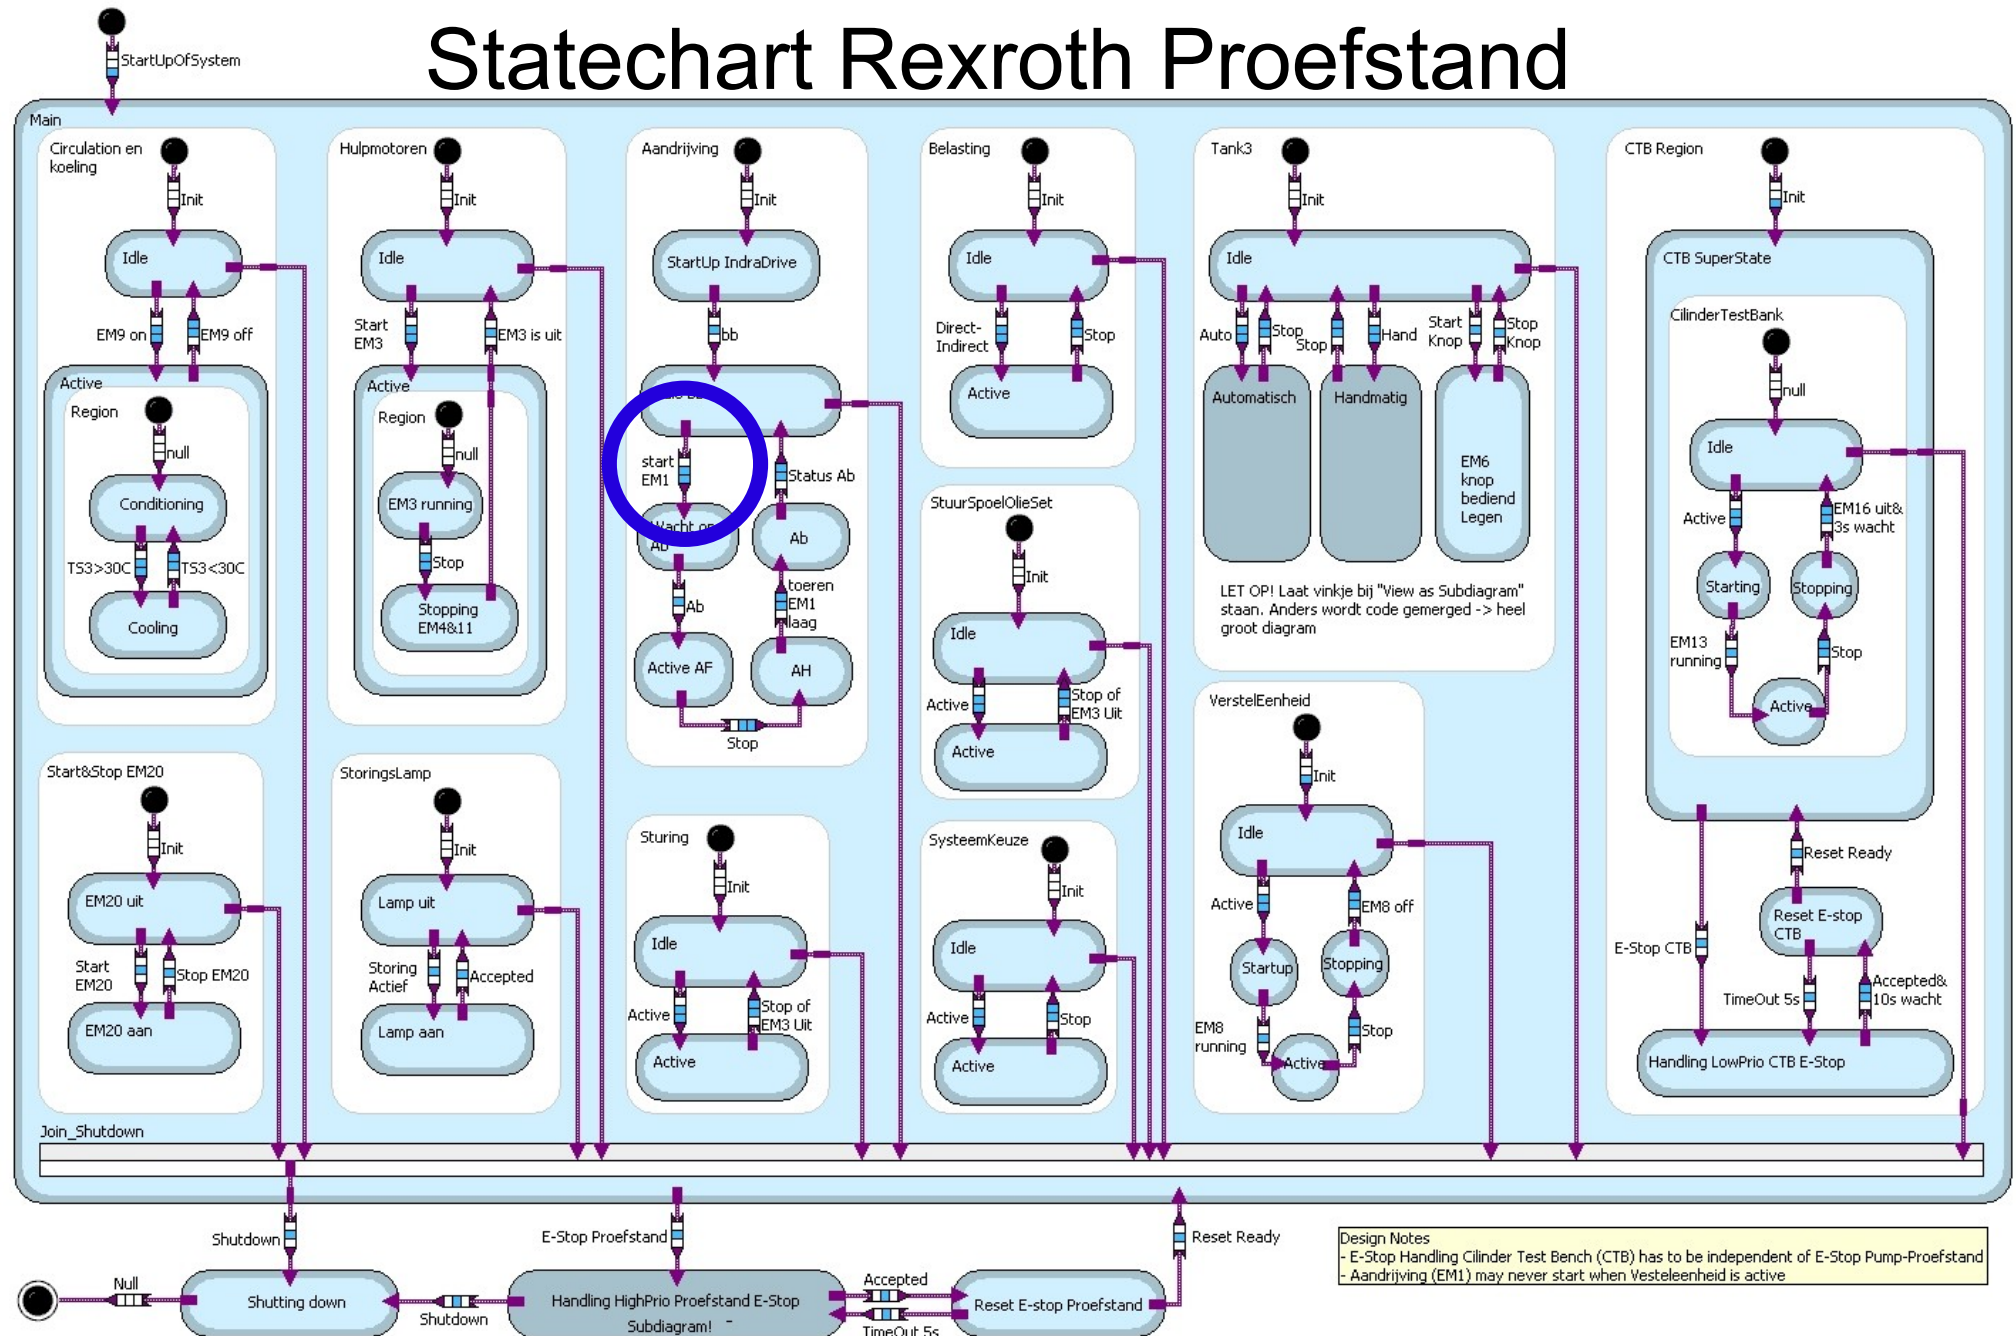 Statechart Rexroth Proefstand
StartUpOfSystem
Main
Circulation en
koeling
Init
Idle
EM9 on
EM9 off
Active
Region
null
Conditioning
TS3>30C
TS3<30C
Cooling
Hulpmotoren
Init
Idle
Start
EM3
EM3 is uit
Active
Region
null
EM3 running
Stop
Stopping
EM4&11
Aandrijving
Init
StartUp IndraDrive
bb
start
EM1
Status Ab
Wacht op
Ab
Ab
Ab
toeren
EM1
laag
Active AF
AH
Stop
Belasting
Init
Idle
Direct-
Indirect
Stop
Active
StuurSpoelOlieSet
Init
Idle
Active
Stop of
EM3 Uit
Active
Tank3
Init
Idle
Auto
Stop
Stop
Hand
Start
Knop
Stop
Knop
Automatisch
Handmatig
EM6
knop
bediend
Legen
LET OP! Laat vinkje bij "View as Subdiagram"
staan. Anders wordt code gemerged -> heel
groot diagram
CTB Region
Init
CTB SuperState
CilinderTestBank
null
Idle
Active
EM16 uit&
3s wacht
Starting
Stopping
EM13
running
Stop
Active
Reset Ready
Reset E-stop
CTB
E-Stop CTB
TimeOut 5s
Accepted&
10s wacht
Handling LowPrio CTB E-Stop
Start&Stop EM20
Init
EM20 uit
Start
EM20
Stop EM20
EM20 aan
StoringsLamp
Init
Lamp uit
Storing
Actief
Accepted
Lamp aan
Sturing
Init
Idle
Active
Stop of
EM3 Uit
Active
SysteemKeuze
Init
Idle
Active
Stop
Active
VerstelEenheid
Init
Idle
Active
EM8 off
Startup
Stopping
EM8
running
Stop
Active
Join_Shutdown
Shutdown
E-Stop Proefstand
Reset Ready
Null
Shutting down
Shutdown
Handling HighPrio Proefstand E-Stop
Subdiagram!
Accepted
TimeOut 5s
Reset E-stop Proefstand
Design Notes
- E-Stop Handling Cilinder Test Bench (CTB) has to be independent of E-Stop Pump-Proefstand
- Aandrijving (EM1) may never start when Vesteleenheid is active